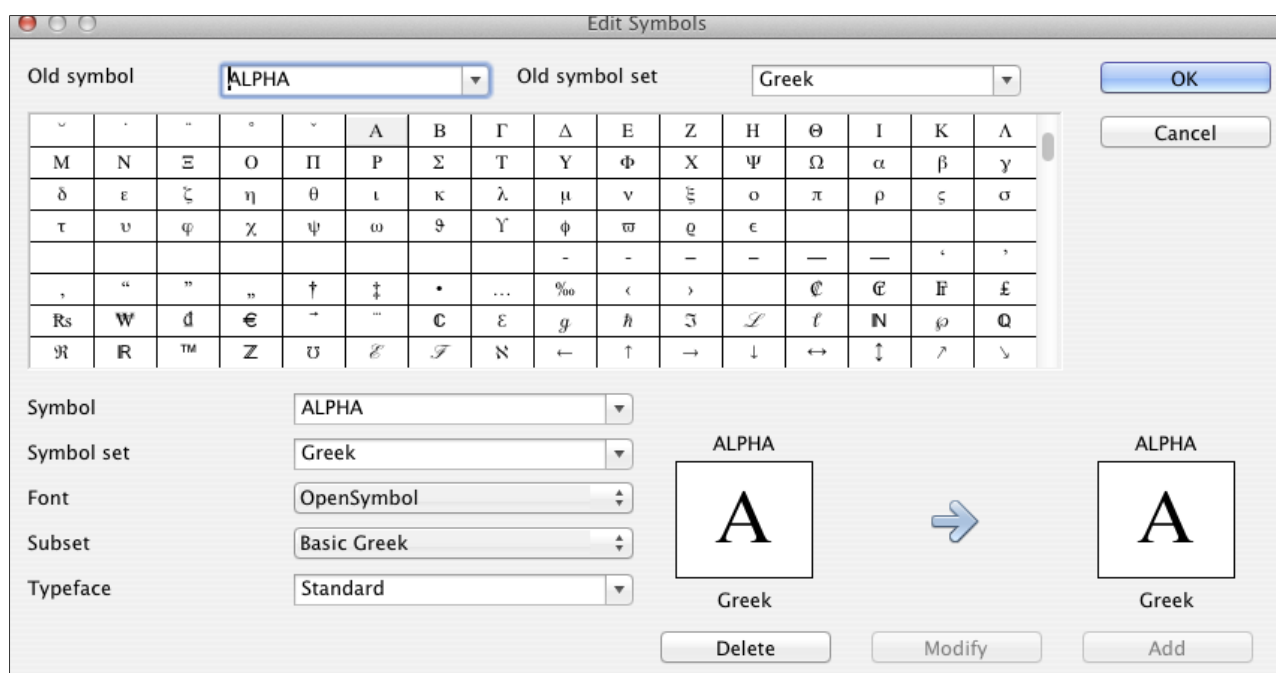 Edit Symbols
Old symbol ALPHA Old symbol set Greek OK
Cancel
˘ ˙ ¨ ˚ ˇ Α Β Γ Δ Ε Ζ Η Θ Ι Κ Λ
Μ Ν Ξ Ο Π Ρ Σ Τ Υ Φ Χ Ψ Ω α β γ
δ ε ζ η θ ι κ λ μ ν ξ ο π ρ ς σ
τ υ φ χ ψ ω ϑ ϒ ϕ ϖ ϱ ϵ
‐ ‑ ‒ – — ― ‘ ’
‚ “ ” „ † ‡ • … ‰ ‹ › ₡ ₢ ₣ £
₨ ₩ ₫ € ℂ ℰ ℊ ℏ ℑ ℒ ℓ ℕ ℘ ℚ
ℜ ℝ ™ ℤ ℧ ℰ ℱ ℵ ← ↑ → ↓ ↔ ↕ ↗ ↘
Symbol ALPHA
Symbol set Greek
Font OpenSymbol
Subset Basic Greek
Typeface Standard
ALPHA ALPHA
Α Α
Greek Greek
Delete Modify Add